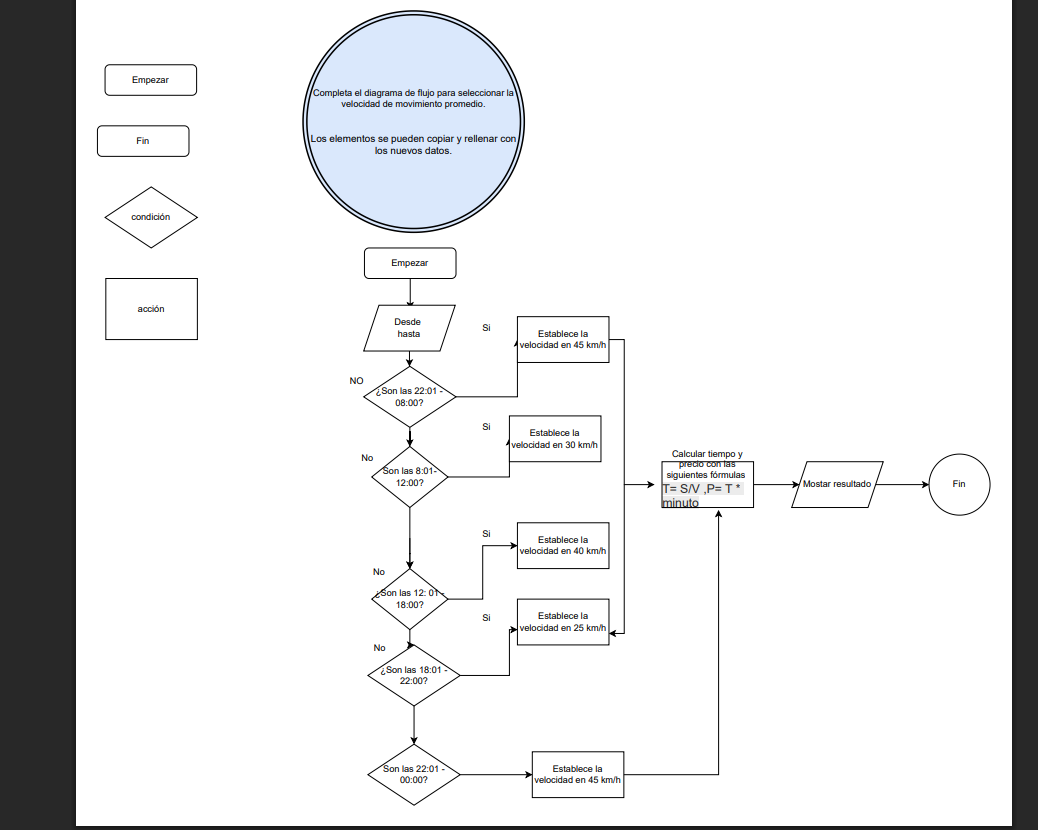 Empezar
Fin
condición
acción
Completa el diagrama de flujo para seleccionar la
velocidad de movimiento promedio.
Los elementos se pueden copiar y rellenar con
los nuevos datos.
Empezar
Desde
hasta
Si
Establece la
velocidad en 45 km/h
NO
¿Son las 22:01 -
08:00?
Si
Establece la
velocidad en 30 km/h
No
Son las 8:01-
12:00?
Calcular tiempo y
precio con las
siguientes fórmulas
T= S/V ,P= T *
minuto
Mostar resultado
Fin
Si
Establece la
velocidad en 40 km/h
No
¿Son las 12: 01 -
18:00?
Si
Establece la
velocidad en 25 km/h
No
¿Son las 18:01 -
22:00?
Son las 22:01 -
00:00?
Establece la
velocidad en 45 km/h